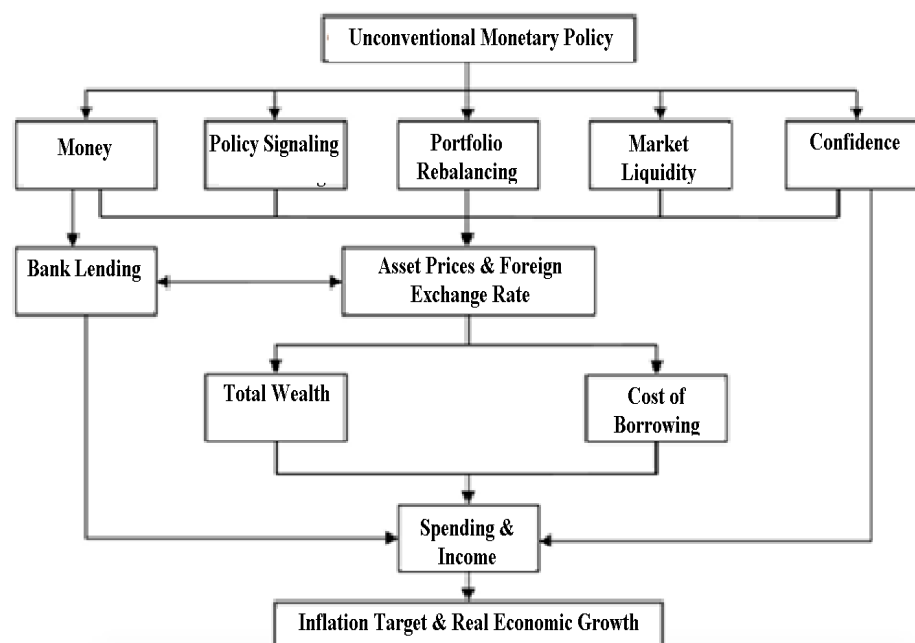 Unconventional Monetary Policy
Money
Policy Signaling
Portfolio
Rebalancing
Market
Liquidity
Confidence
Bank Lending
Asset Prices & Foreign
Exchange Rate
Total Wealth
Cost of
Borrowing
Spending &
Income
Inflation Target & Real Economic Growth